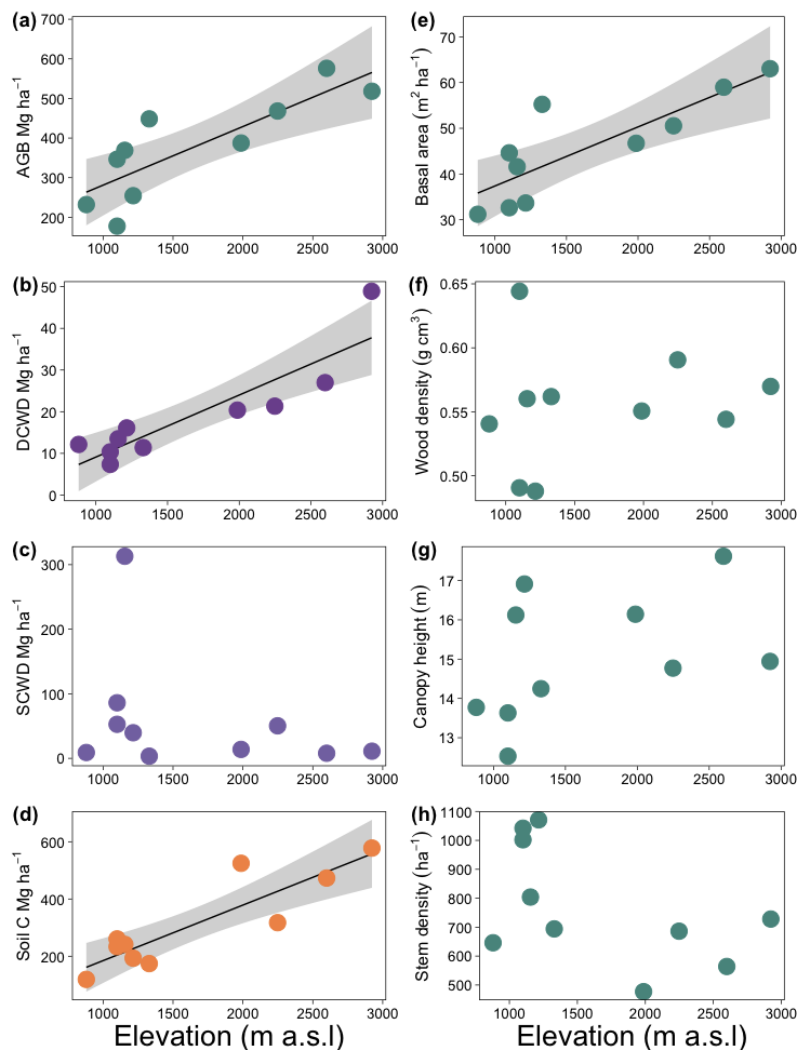 (a)
700
600
500
400
300
200
AGB Mg ha⁻¹
1000 1500 2000 2500 3000
(b)
50
40
30
20
10
0
DCWD Mg ha⁻¹
1000 1500 2000 2500 3000
(c)
300
200
100
0
SCWD Mg ha⁻¹
1000 1500 2000 2500 3000
(d)
600
400
200
Soil C Mg ha⁻¹
1000 1500 2000 2500 3000
Elevation (m a.s.l)
(e)
70
60
50
40
30
Basal area (m² ha⁻¹)
1000 1500 2000 2500 3000
(f)
0.65
0.60
0.55
0.50
Wood density (g cm³)
1000 1500 2000 2500 3000
(g)
17
16
15
14
13
Canopy height (m)
1000 1500 2000 2500 3000
(h)
1100
1000
900
800
700
600
500
Stem density (ha⁻¹)
1000 1500 2000 2500 3000
Elevation (m a.s.l)